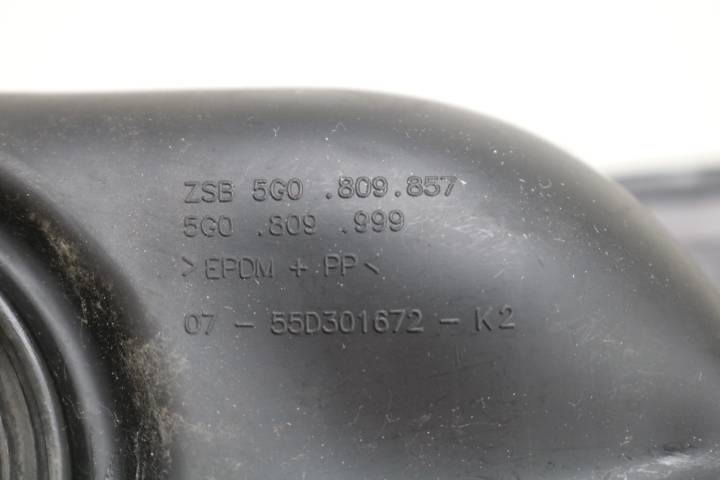 ZSB 5G0 .809.857
5G0 .809 .999
>EPDM + PP<
07 - 55D301672 - K2